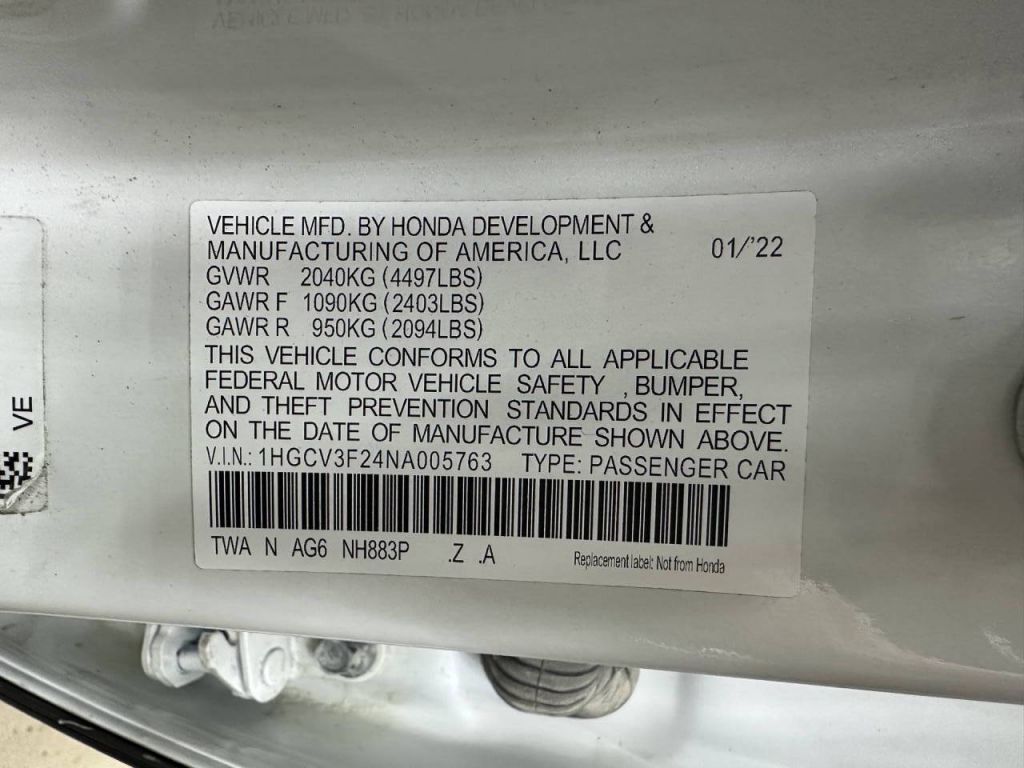 VEHICLE MFD. BY HONDA DEVELOPMENT &
MANUFACTURING OF AMERICA, LLC 01/'22
GVWR 2040KG (4497LBS)
GAWR F 1090KG (2403LBS)
GAWR R 950KG (2094LBS)
THIS VEHICLE CONFORMS TO ALL APPLICABLE
FEDERAL MOTOR VEHICLE SAFETY , BUMPER,
AND THEFT PREVENTION STANDARDS IN EFFECT
ON THE DATE OF MANUFACTURE SHOWN ABOVE.
V.I.N.: 1HGCV3F24NA005763 TYPE: PASSENGER CAR
TWA N AG6 NH883P .Z .A
Replacement label: Not from Honda
VE